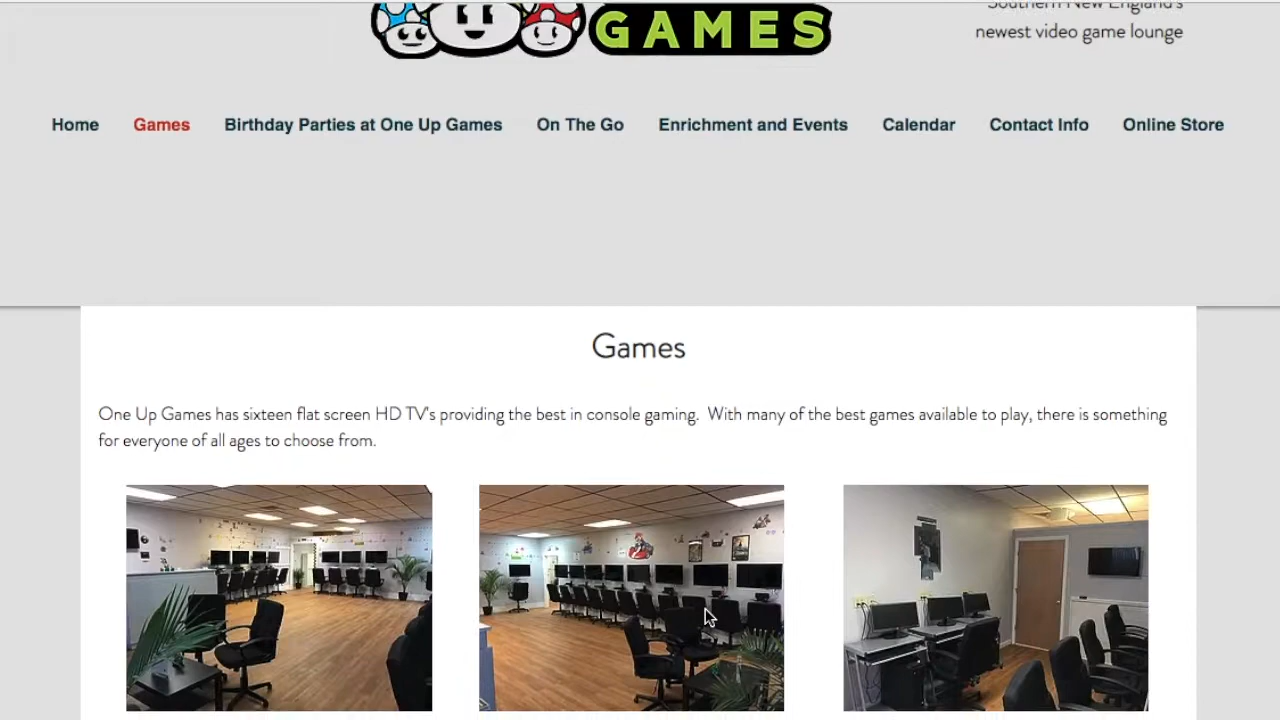 GAMES
Southern New England's
newest video game lounge
Home
Games
Birthday Parties at One Up Games
On The Go
Enrichment and Events
Calendar
Contact Info
Online Store
Games
One Up Games has sixteen flat screen HD TV's providing the best in console gaming. With many of the best games available to play, there is something
for everyone of all ages to choose from.